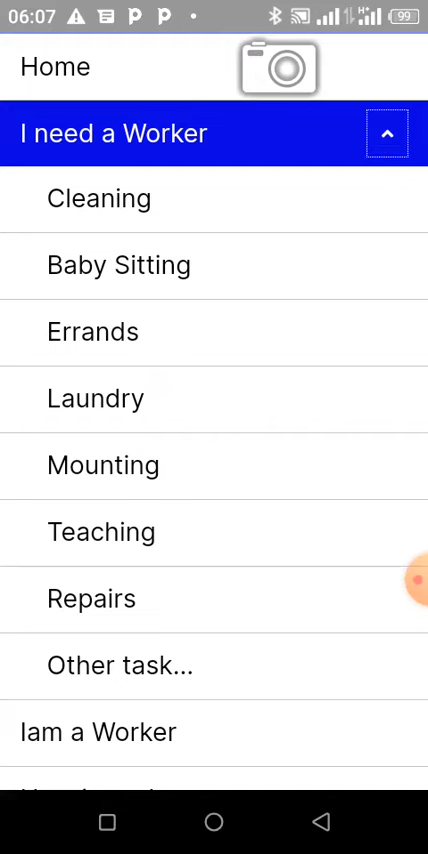 06:07
99
Home
I need a Worker
Cleaning
Baby Sitting
Errands
Laundry
Mounting
Teaching
Repairs
Other task...
Iam a Worker